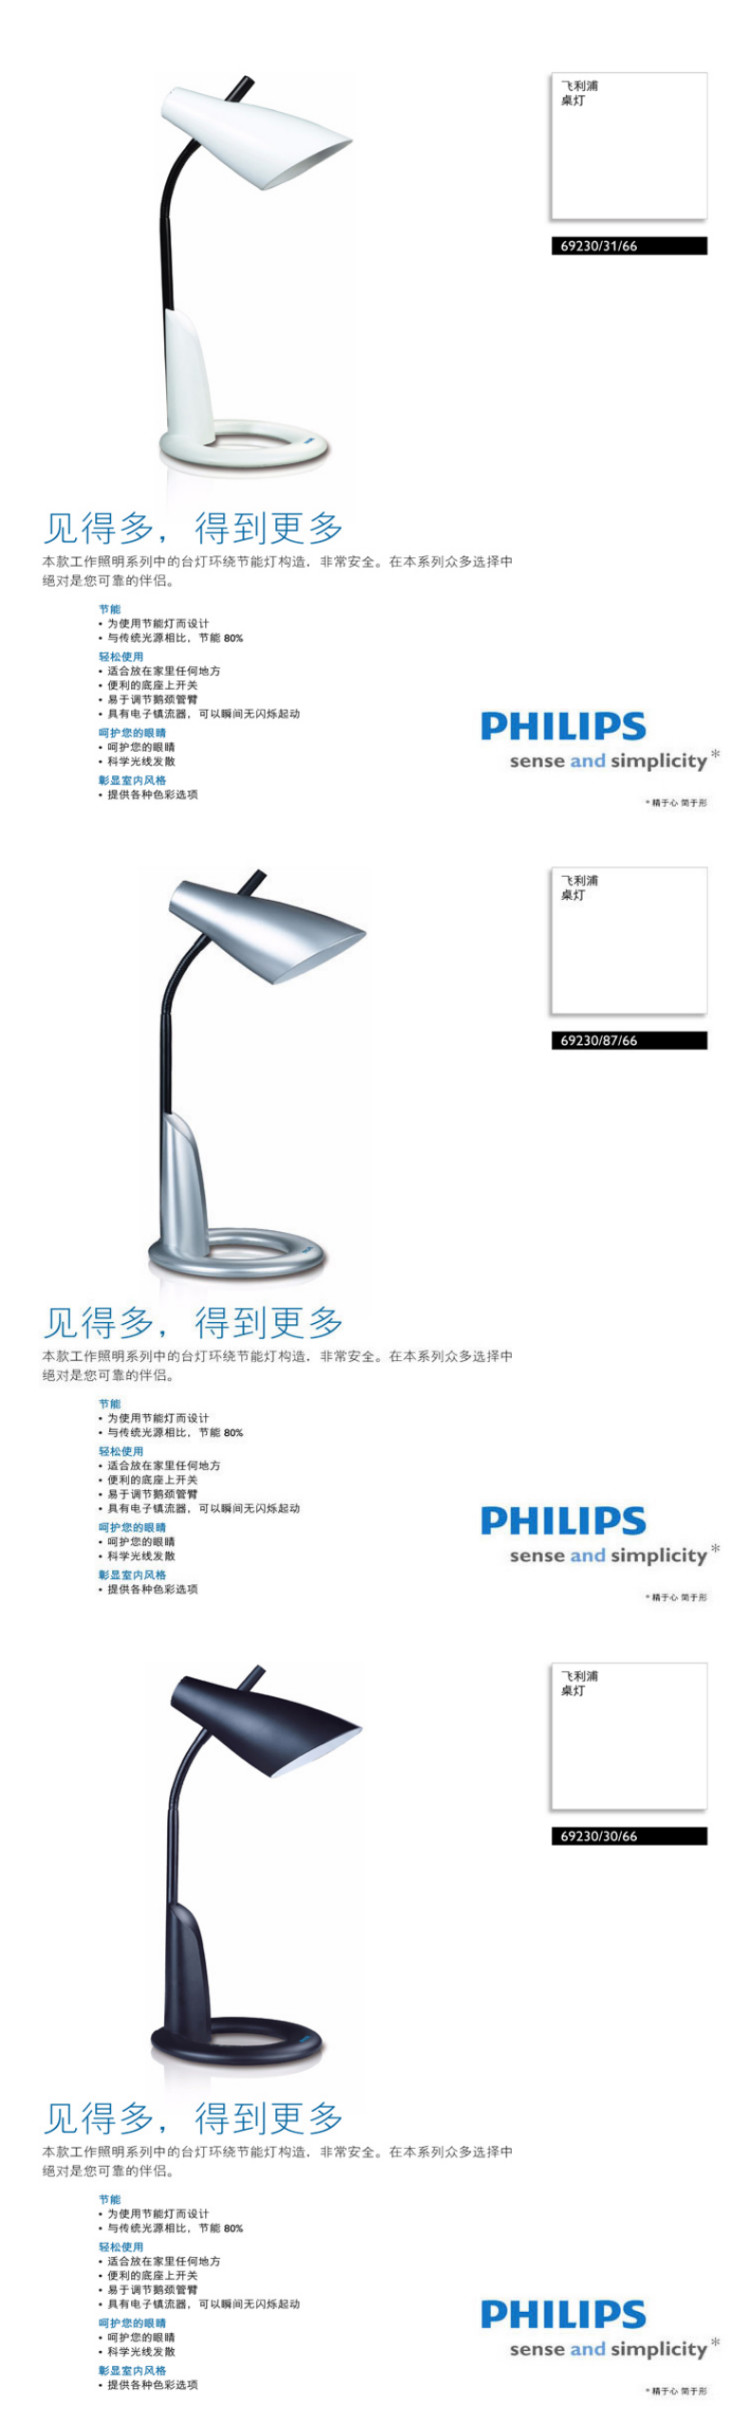 飞利浦
桌灯
69230/31/66
见得多，得到更多
本款工作照明系列中的台灯环绕节能灯构造，非常安全。在本系列众多选择中
绝对是您可靠的伴侣。
节能
• 为使用节能灯而设计
• 与传统光源相比，节能 80%
轻松使用
• 适合放在家里任何地方
• 便利的底座上开关
• 易于调节鹅颈管臂
• 具有电子镇流器，可以瞬间无闪烁起动
呵护您的眼睛
• 呵护您的眼睛
• 科学光线发散
彰显室内风格
• 提供各种色彩选项
PHILIPS
sense and simplicity*
* 精于心 简于形
飞利浦
桌灯
69230/87/66
见得多，得到更多
本款工作照明系列中的台灯环绕节能灯构造，非常安全。在本系列众多选择中
绝对是您可靠的伴侣。
节能
• 为使用节能灯而设计
• 与传统光源相比，节能 80%
轻松使用
• 适合放在家里任何地方
• 便利的底座上开关
• 易于调节鹅颈管臂
• 具有电子镇流器，可以瞬间无闪烁起动
呵护您的眼睛
• 呵护您的眼睛
• 科学光线发散
彰显室内风格
• 提供各种色彩选项
PHILIPS
sense and simplicity*
* 精于心 简于形
飞利浦
桌灯
69230/30/66
见得多，得到更多
本款工作照明系列中的台灯环绕节能灯构造，非常安全。在本系列众多选择中
绝对是您可靠的伴侣。
节能
• 为使用节能灯而设计
• 与传统光源相比，节能 80%
轻松使用
• 适合放在家里任何地方
• 便利的底座上开关
• 易于调节鹅颈管臂
• 具有电子镇流器，可以瞬间无闪烁起动
呵护您的眼睛
• 呵护您的眼睛
• 科学光线发散
彰显室内风格
• 提供各种色彩选项
PHILIPS
sense and simplicity*
* 精于心 简于形